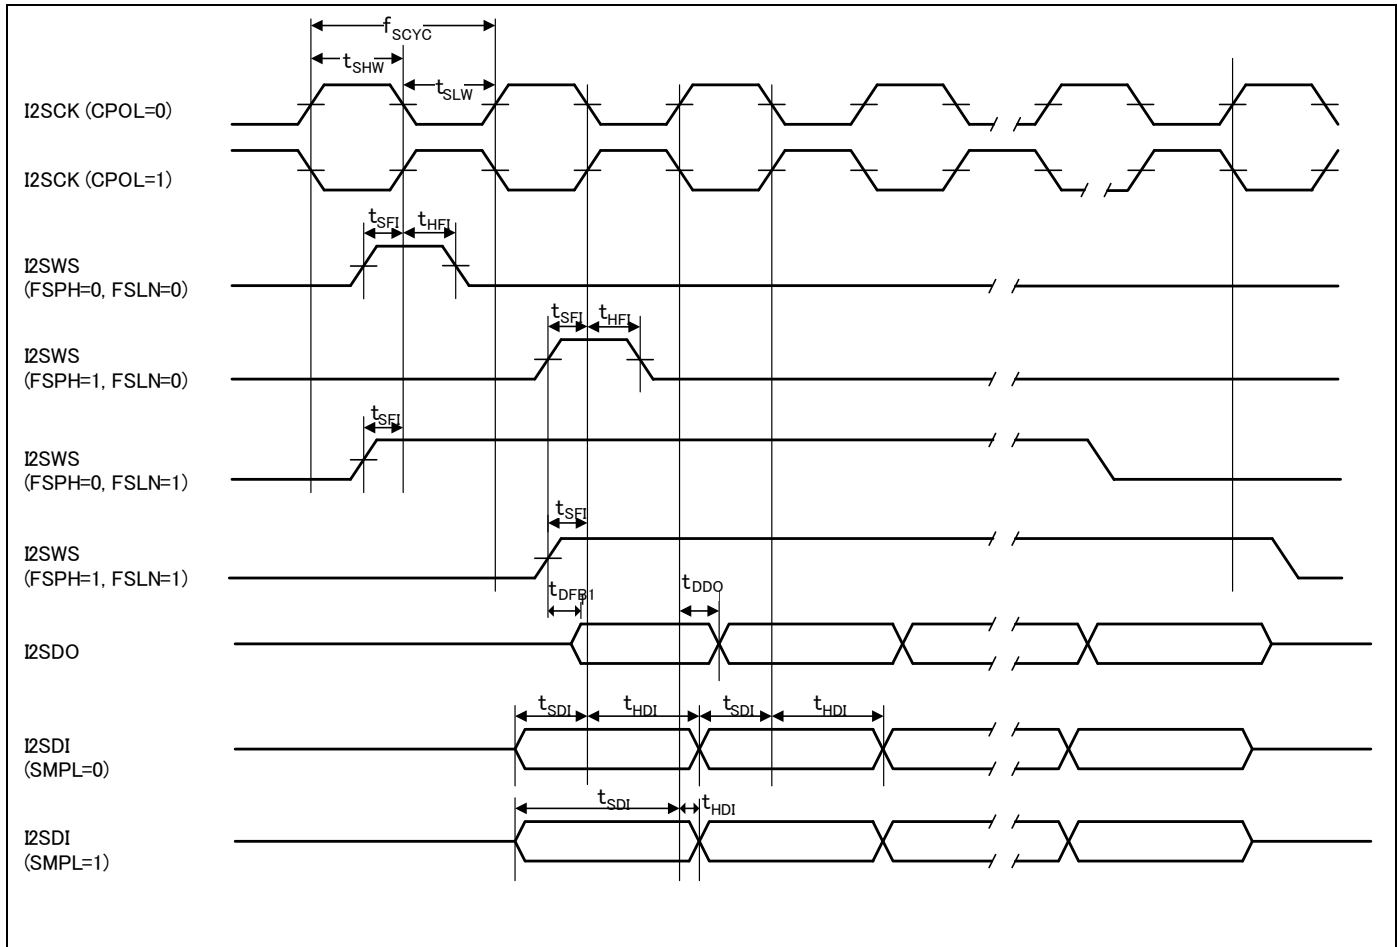 fSCYC
tSHW
tSLW
I2SCK (CPOL=0)
I2SCK (CPOL=1)
tSFI tHFI
I2SWS
(FSPH=0, FSLN=0)
tSFI tHFI
I2SWS
(FSPH=1, FSLN=0)
tSFI
I2SWS
(FSPH=0, FSLN=1)
tSFI
I2SWS
(FSPH=1, FSLN=1)
tDFB1 tDDO
I2SDO
tSDI tHDI tSDI tHDI
I2SDI
(SMPL=0)
tSDI tHDI
I2SDI
(SMPL=1)